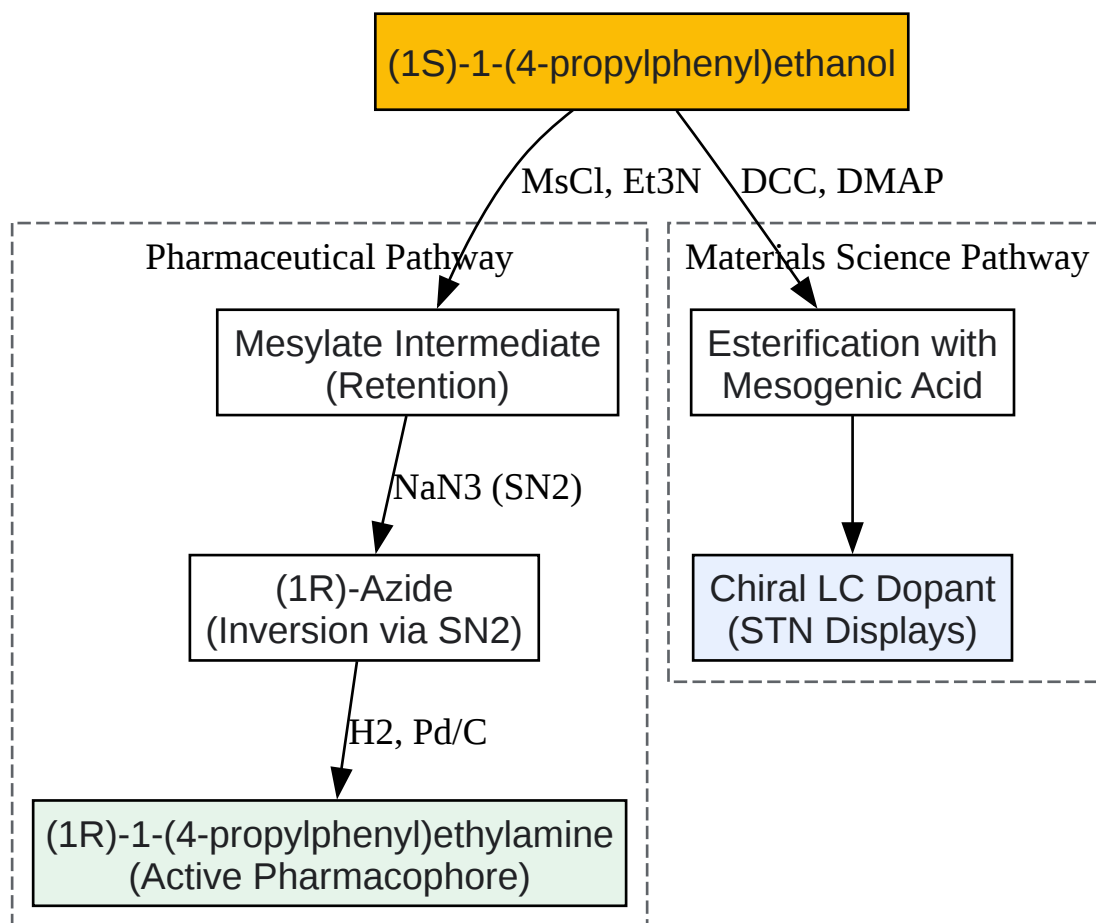 (1S)-1-(4-propylphenyl)ethanol
MsCl, Et3N
DCC, DMAP
Pharmaceutical Pathway
Materials Science Pathway
Mesylate Intermediate
(Retention)
Esterification with
Mesogenic Acid
NaN3 (SN2)
(1R)-Azide
(Inversion via SN2)
Chiral LC Dopant
(STN Displays)
H2, Pd/C
(1R)-1-(4-propylphenyl)ethylamine
(Active Pharmacophore)